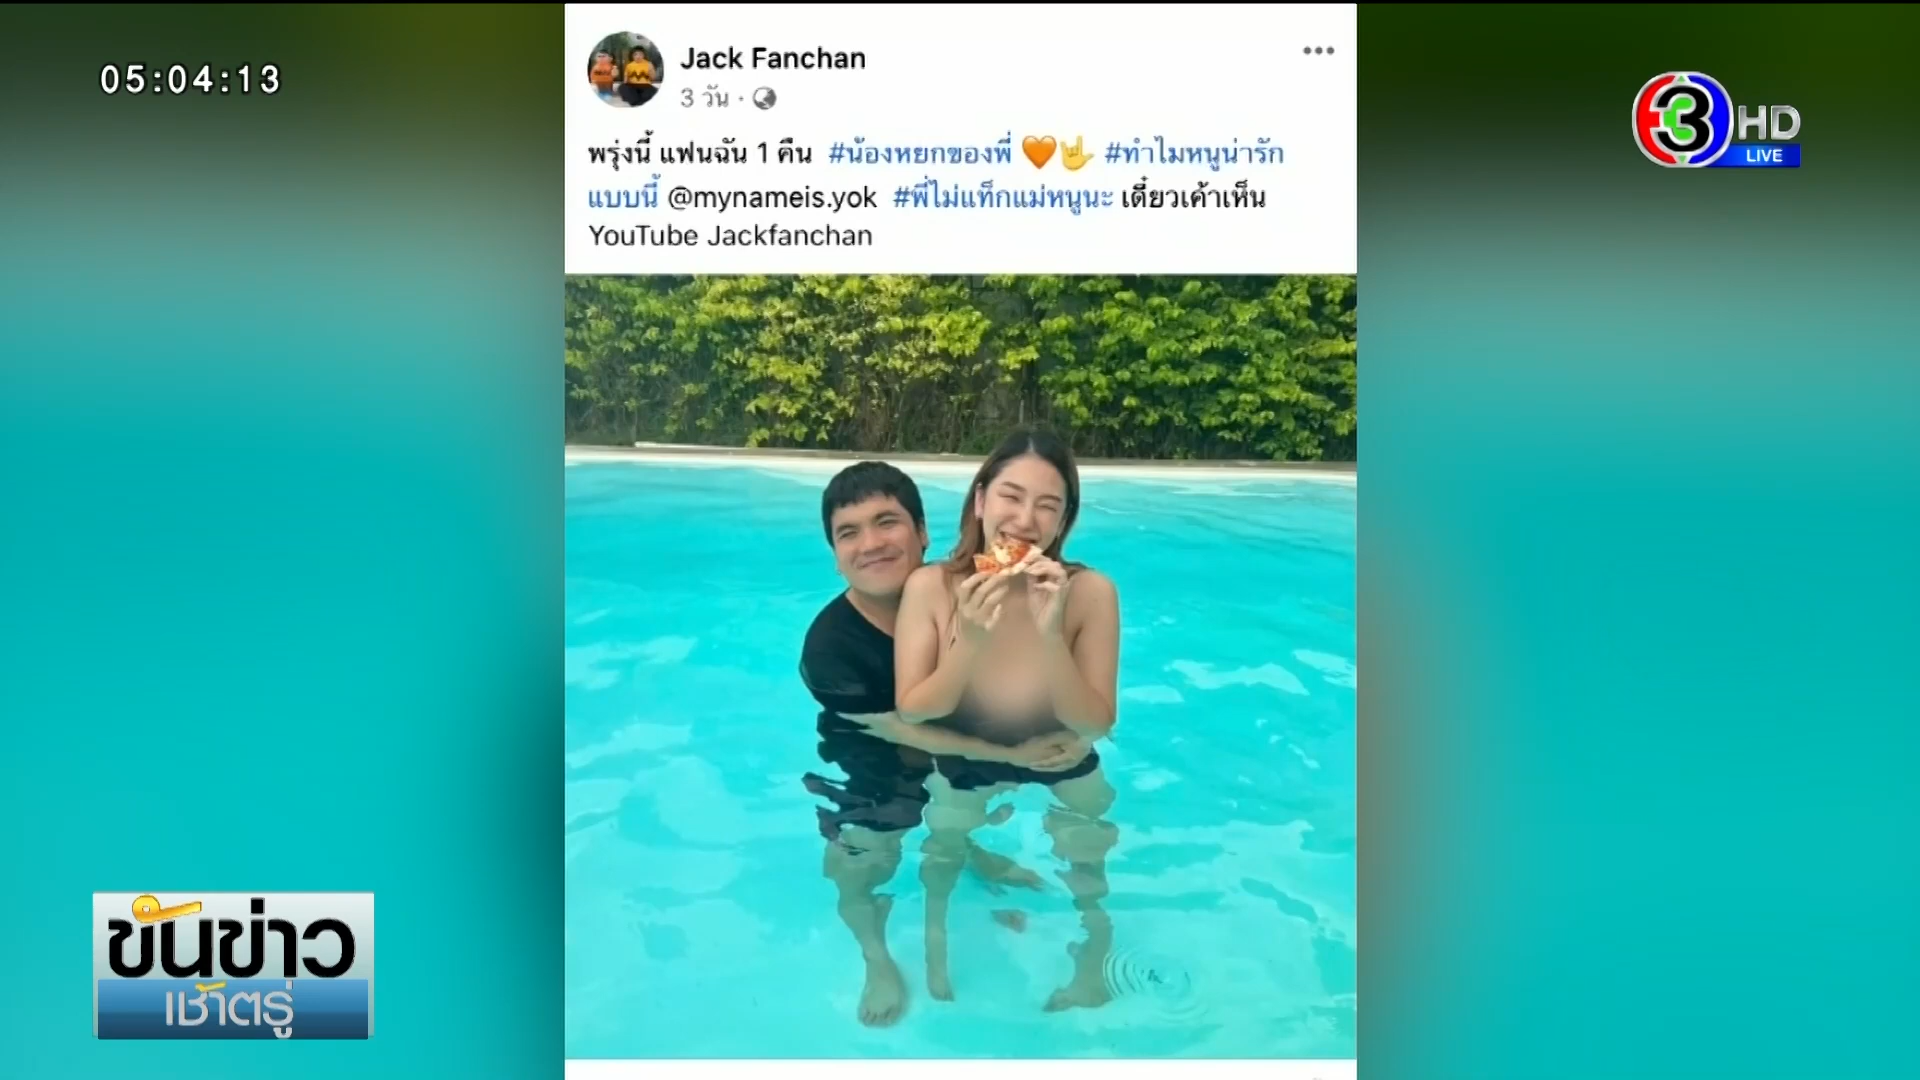 05:04:13
Jack Fanchan
3 วัน ·
พรุ่งนี้ แฟนฉัน 1 คืน #น้องหยกของพี่ 🧡🤟 #ทำไมหนูน่ารัก
แบบนี้ @mynameis.yok #พี่ไม่แท็กแม่หนูนะ เดี๋ยวเค้าเห็น
YouTube Jackfanchan
3 HD
LIVE
ขันข่าว
เช้าตรู่